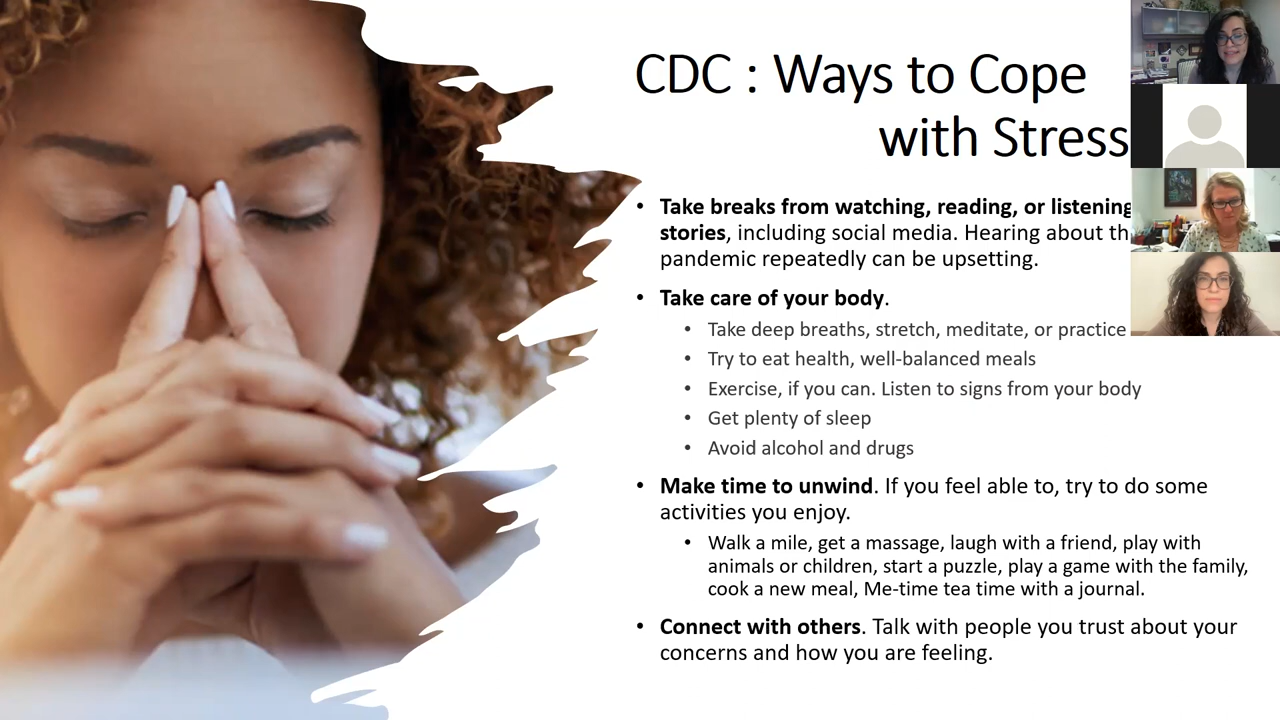 CDC : Ways to Cope
with Stress
• Take breaks from watching, reading, or listening
stories, including social media. Hearing about th
pandemic repeatedly can be upsetting.
• Take care of your body.
• Take deep breaths, stretch, meditate, or practice
• Try to eat health, well-balanced meals
• Exercise, if you can. Listen to signs from your body
• Get plenty of sleep
• Avoid alcohol and drugs
• Make time to unwind. If you feel able to, try to do some
activities you enjoy.
• Walk a mile, get a massage, laugh with a friend, play with
animals or children, start a puzzle, play a game with the family,
cook a new meal, Me-time tea time with a journal.
• Connect with others. Talk with people you trust about your
concerns and how you are feeling.